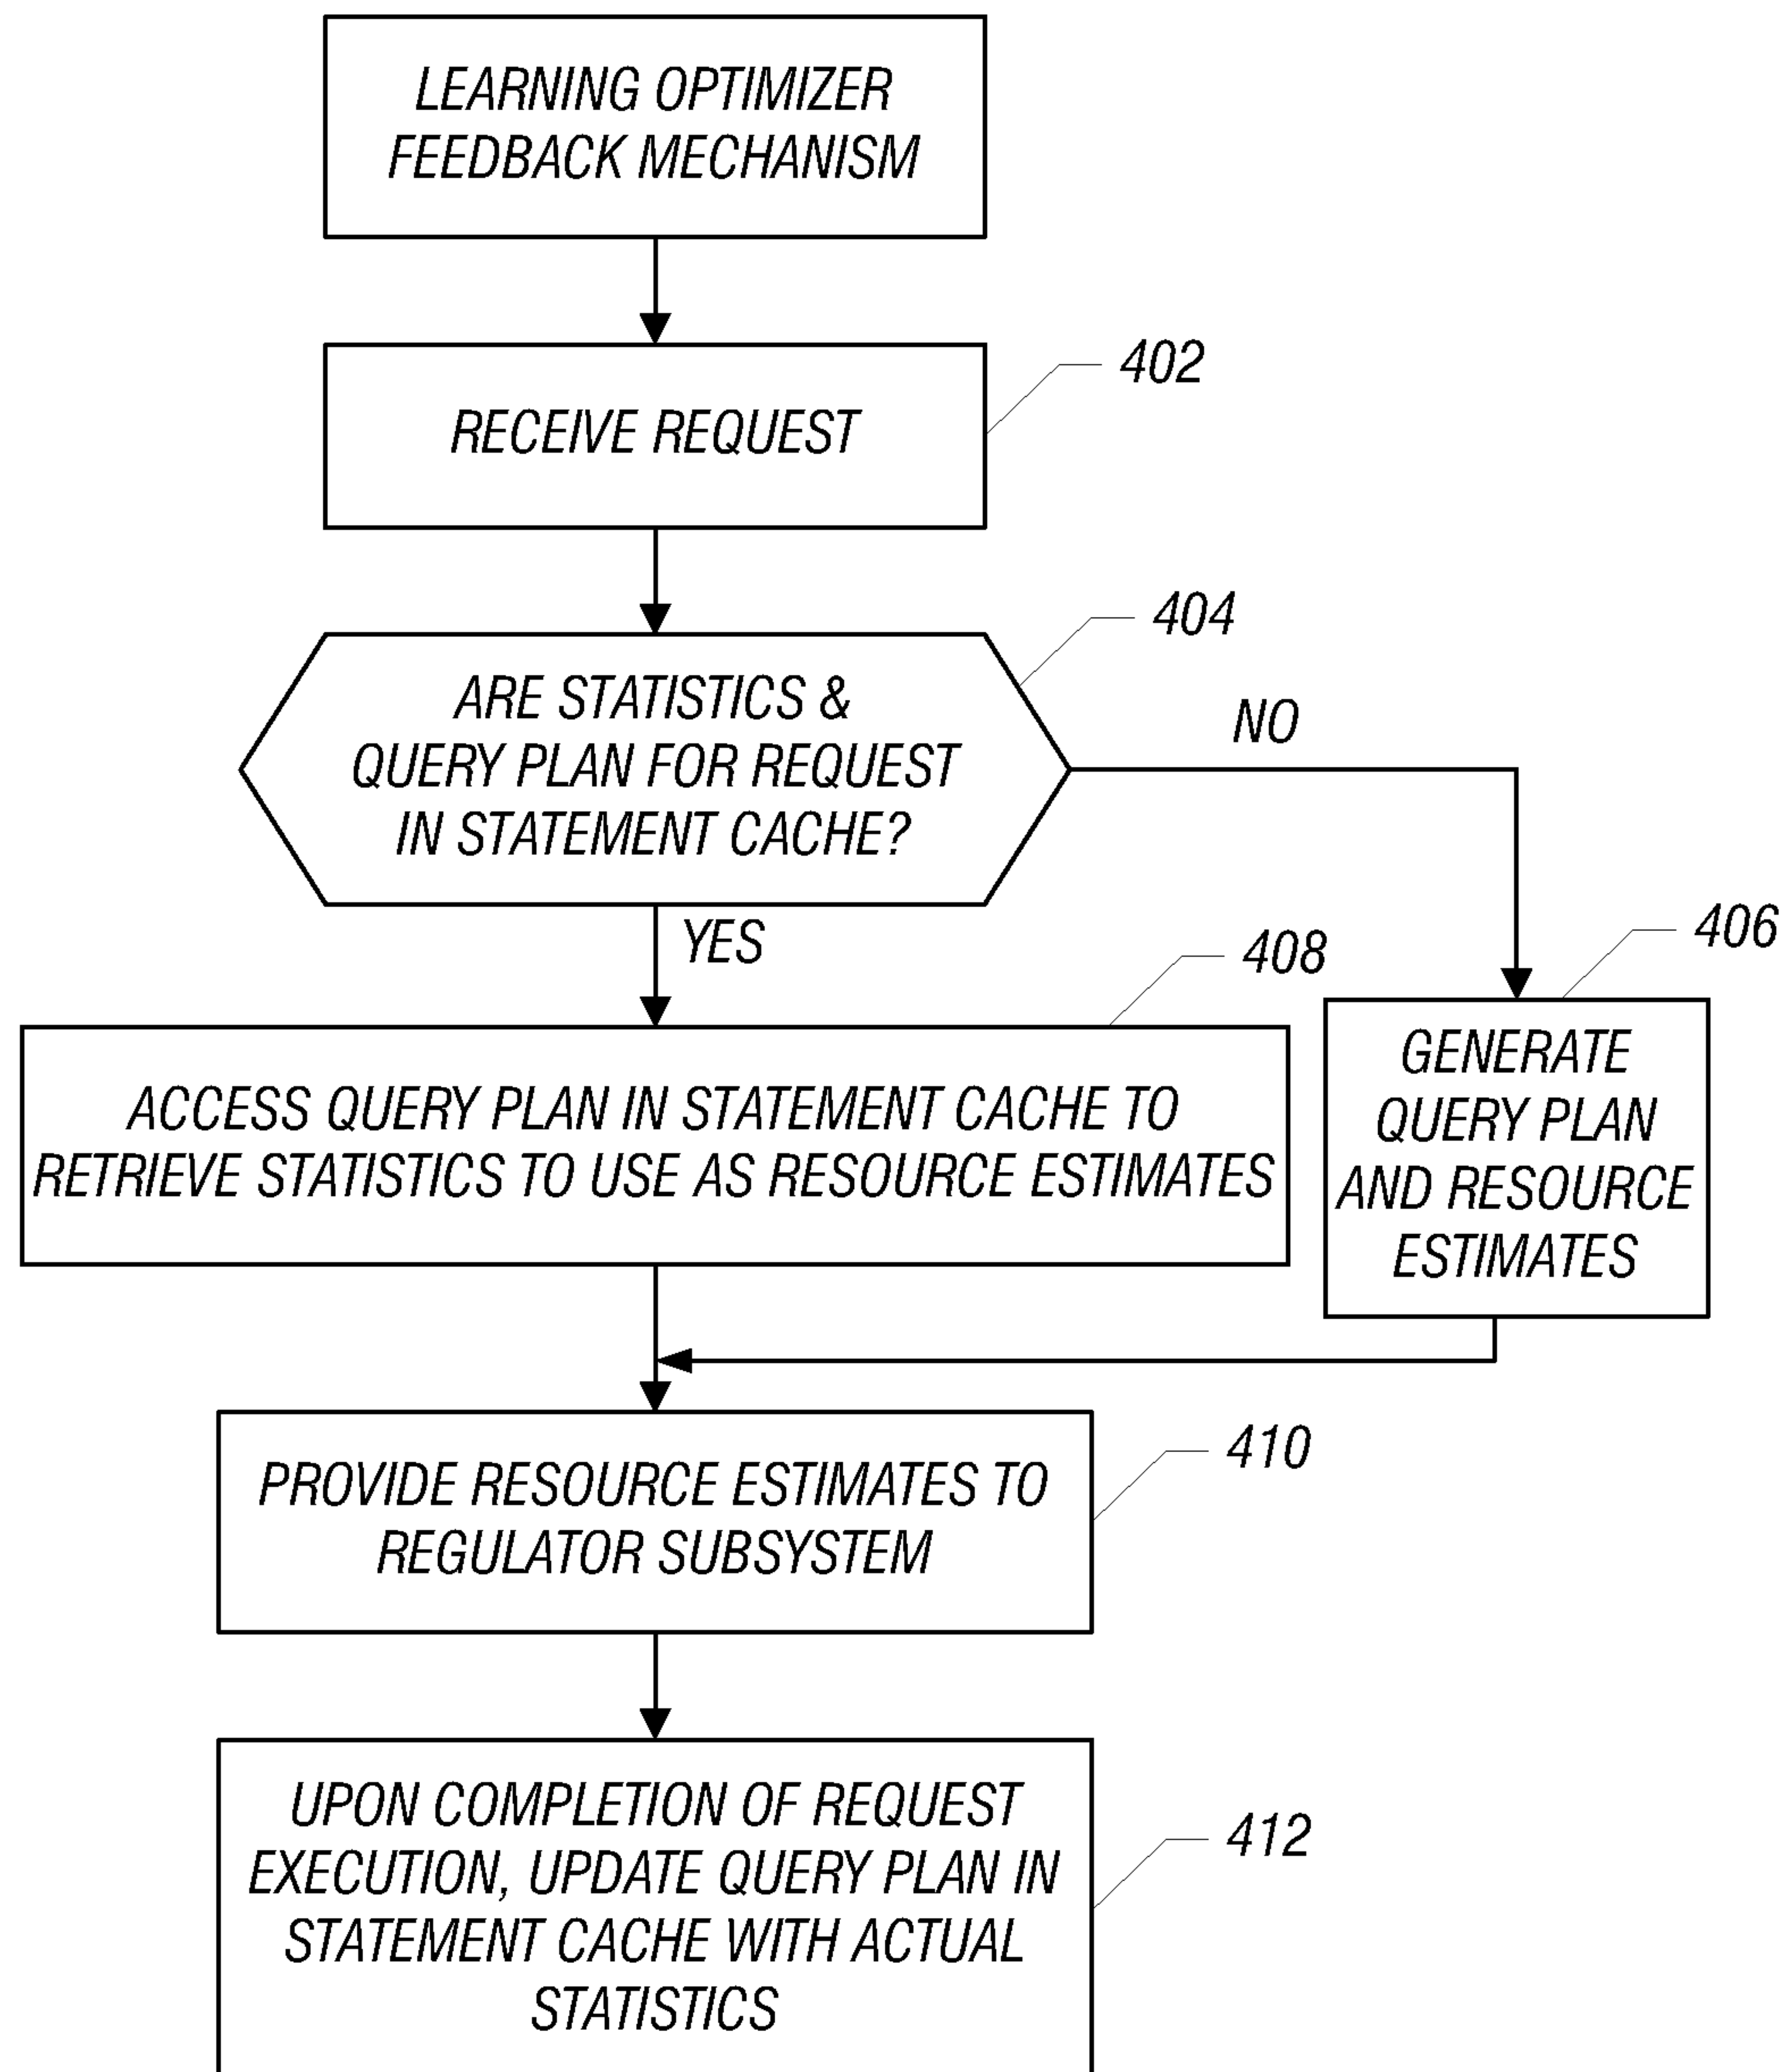 LEARNING OPTIMIZER
FEEDBACK MECHANISM
402
RECEIVE REQUEST
404
ARE STATISTICS &
QUERY PLAN FOR REQUEST
IN STATEMENT CACHE?
NO
YES
408
406
ACCESS QUERY PLAN IN STATEMENT CACHE TO
RETRIEVE STATISTICS TO USE AS RESOURCE ESTIMATES
GENERATE
QUERY PLAN
AND RESOURCE
ESTIMATES
410
PROVIDE RESOURCE ESTIMATES TO
REGULATOR SUBSYSTEM
412
UPON COMPLETION OF REQUEST
EXECUTION, UPDATE QUERY PLAN IN
STATEMENT CACHE WITH ACTUAL
STATISTICS